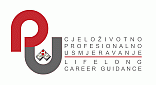 CJELOŽIVOTNO
PROFESIONALNO
USMJERAVANJE
LIFELONG
CAREER GUIDANCE